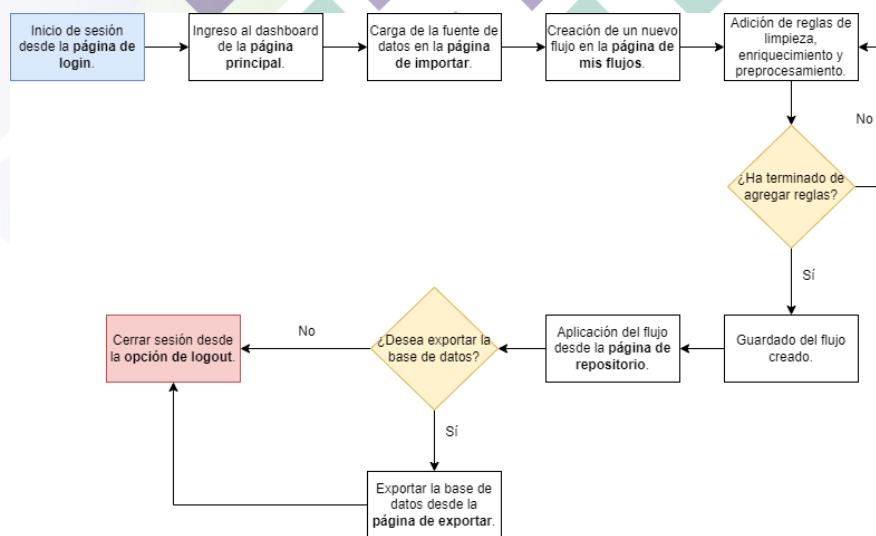 Inicio de sesión
desde la página de
login.
Ingreso al dashboard
de la página
principal.
Carga de la fuente de
datos en la página
de importar.
Creación de un nuevo
flujo en la página de
mis flujos.
Adición de reglas de
limpieza,
enriquecimiento y
preprocesamiento.
No
¿Ha terminado de
agregar reglas?
Sí
Guardado del flujo
creado.
Aplicación del flujo
desde la página de
repositorio.
¿Desea exportar la
base de datos?
No
Cerrar sesión desde
la opción de logout.
Sí
Exportar la base de
datos desde la
página de exportar.